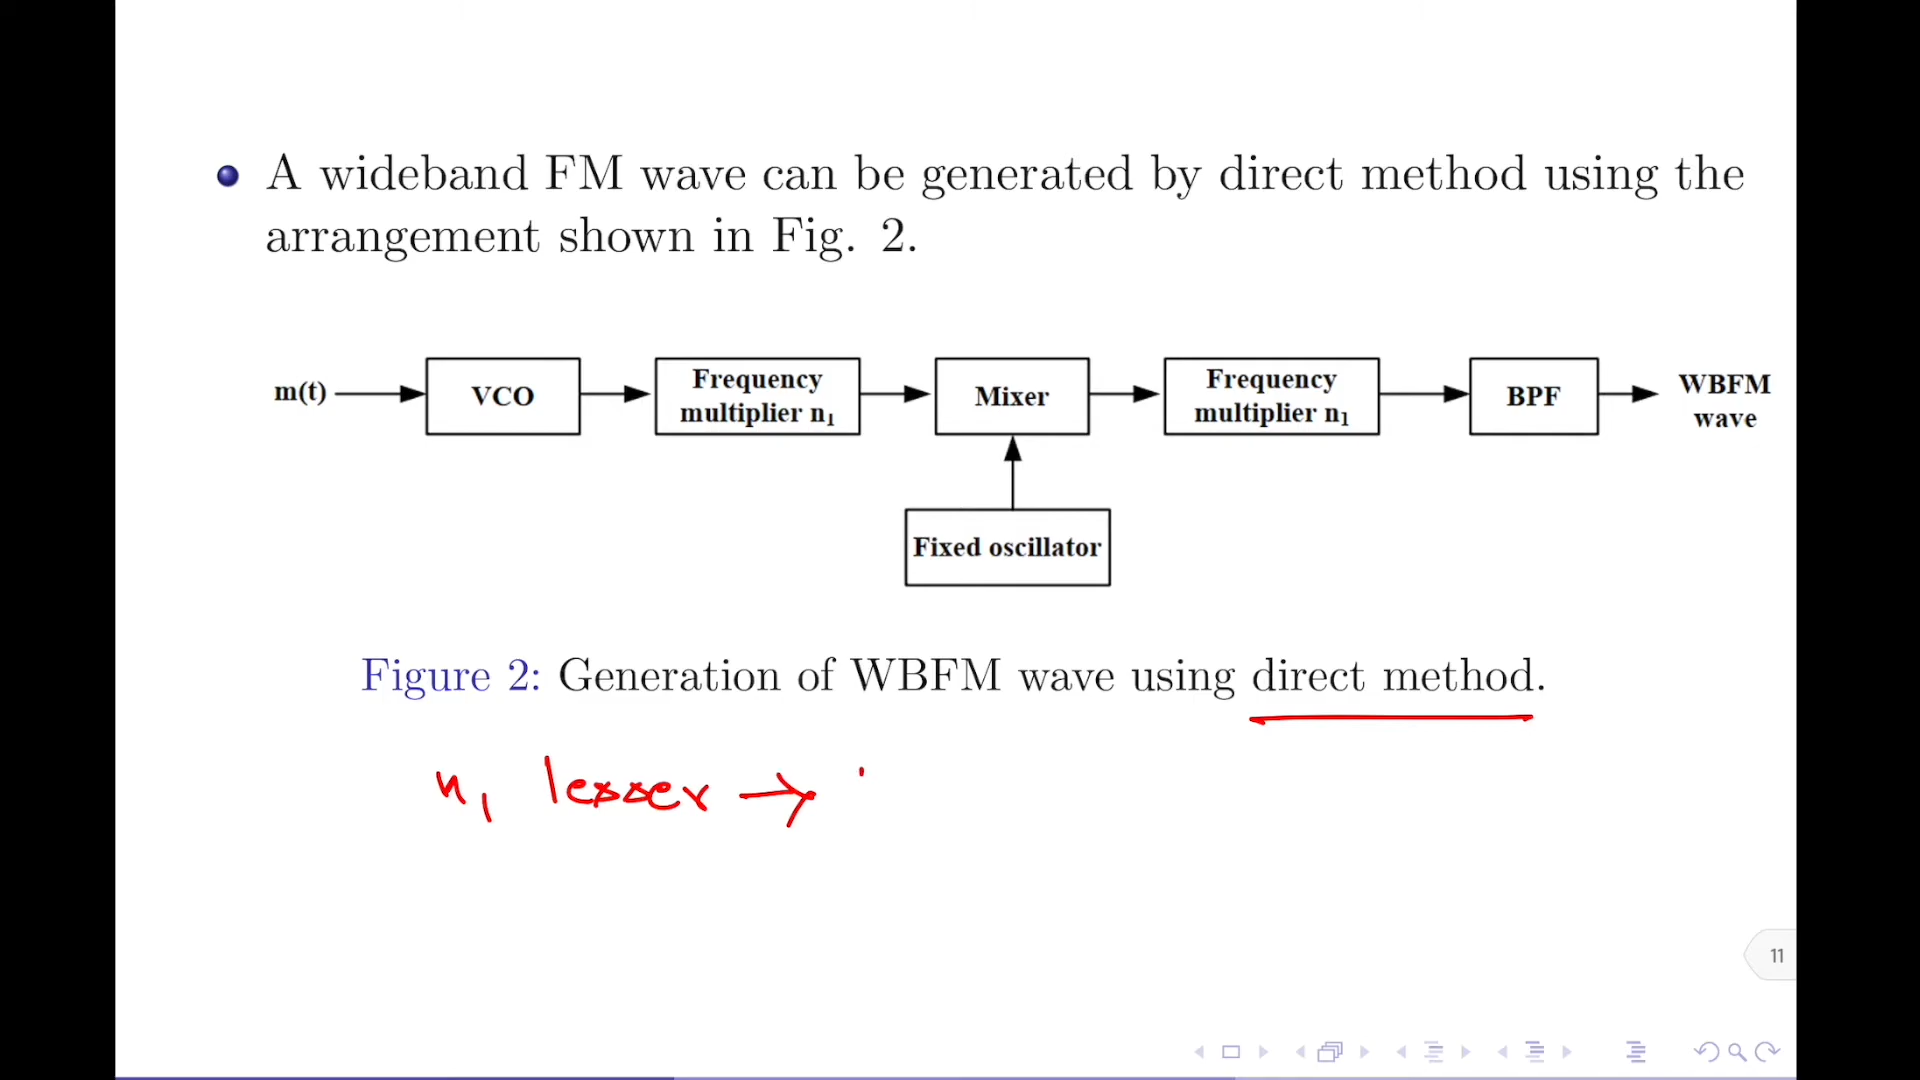 A wideband FM wave can be generated by direct method using the
arrangement shown in Fig. 2.
m(t)
VCO
Frequency
multiplier n₁
Mixer
Frequency
multiplier n₁
BPF
WBFM
wave
Fixed oscillator
Figure 2: Generation of WBFM wave using direct method.
n₁ lesser →
11